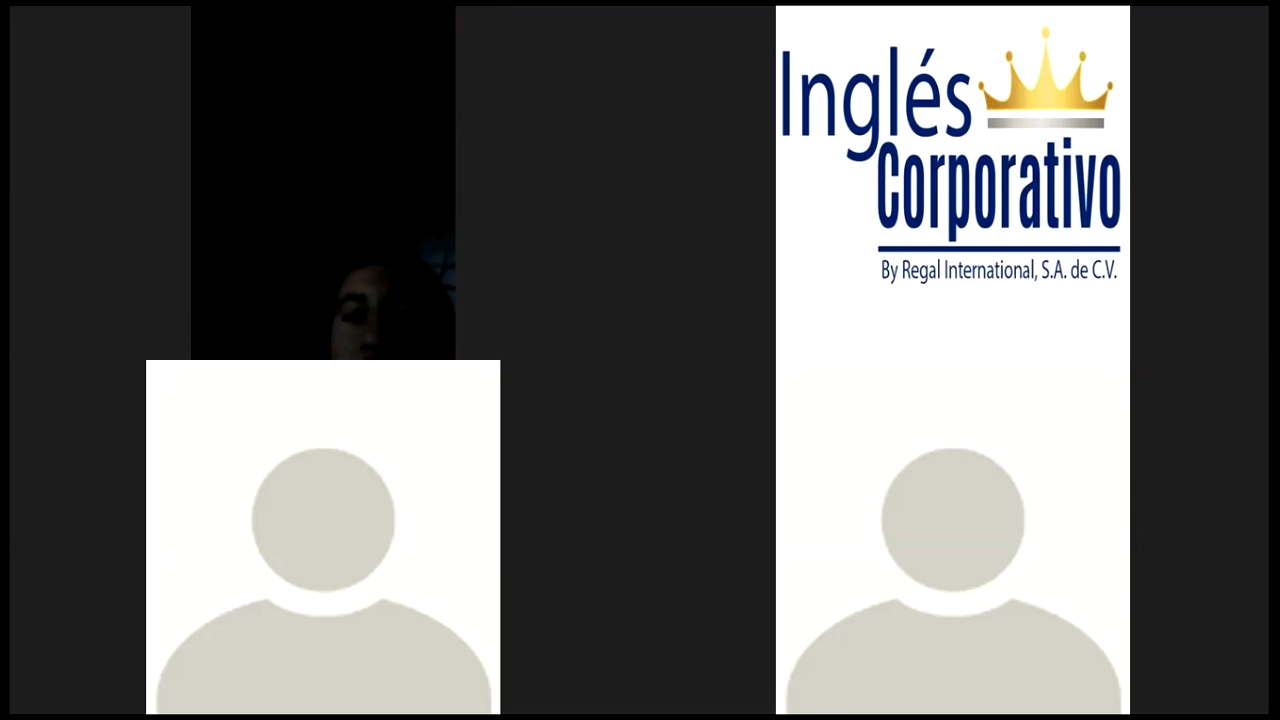 Inglés
Corporativo
By Regal International, S.A. de C.V.